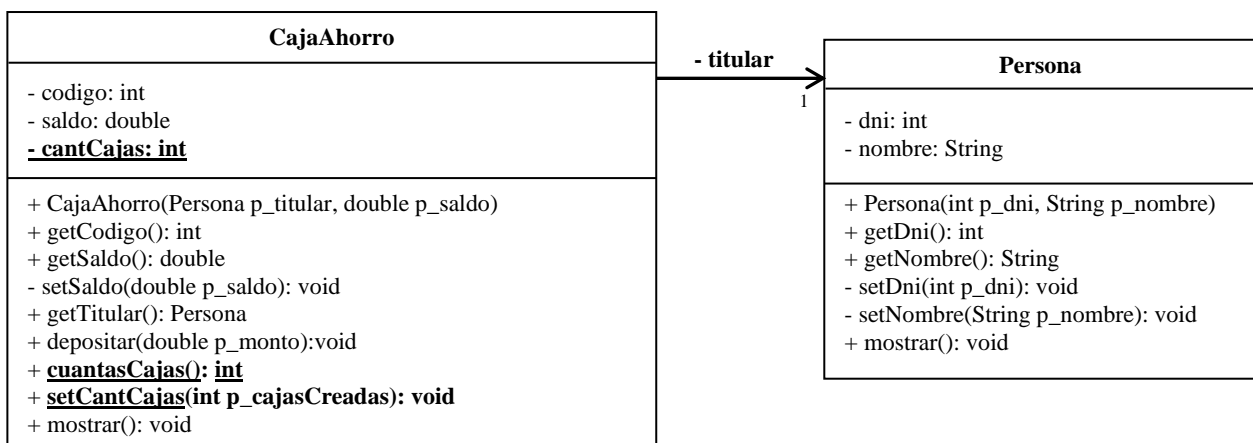 CajaAhorro
- codigo: int
- saldo: double
- cantCajas: int
+ CajaAhorro(Persona p_titular, double p_saldo)
+ getCodigo(): int
+ getSaldo(): double
- setSaldo(double p_saldo): void
+ getTitular(): Persona
+ depositar(double p_monto):void
+ cuantasCajas(): int
+ setCantCajas(int p_cajasCreadas): void
+ mostrar(): void
- titular
1
Persona
- dni: int
- nombre: String
+ Persona(int p_dni, String p_nombre)
+ getDni(): int
+ getNombre(): String
- setDni(int p_dni): void
- setNombre(String p_nombre): void
+ mostrar(): void